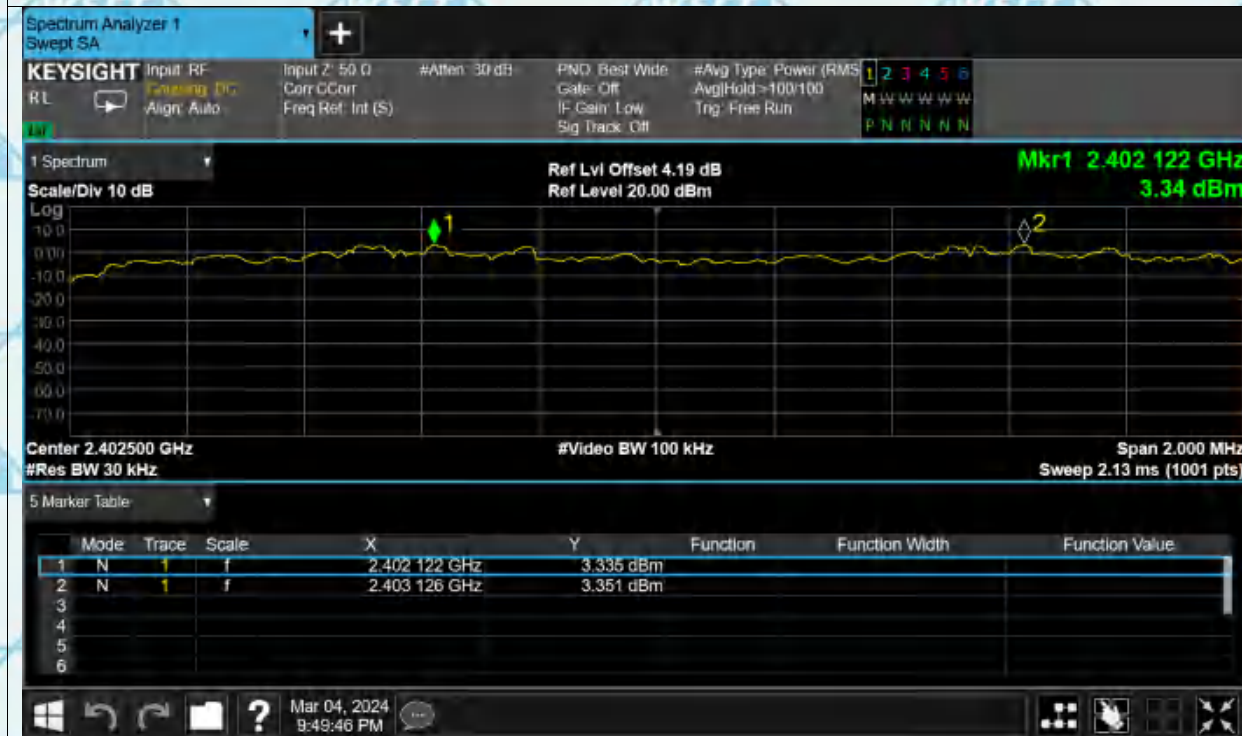 Spectrum Analyzer 1
Swept SA
+
KEYSIGHT
RL
Input: RF
Coupling: DC
Align: Auto
Input Z: 50 Ω
Corr CCorr
Freq Ref: Int (S)
#Atten: 30 dB
PNO: Best Wide
Gate: Off
IF Gain: Low
Sig Track: Off
#Avg Type: Power (RMS
Avg|Hold:>100/100
Trig: Free Run
1 2 3 4 5 6
M W W W W W
P N N N N N
1 Spectrum
Scale/Div 10 dB
Ref Lvl Offset 4.19 dB
Ref Level 20.00 dBm
Mkr1 2.402 122 GHz
3.34 dBm
Log
10.0
0.00
-10.0
-20.0
-30.0
-40.0
-50.0
-60.0
-70.0
1
2
Center 2.402500 GHz
#Res BW 30 kHz
#Video BW 100 kHz
Span 2.000 MHz
Sweep 2.13 ms (1001 pts)
5 Marker Table
Mode Trace Scale X Y Function Function Width Function Value
1 N 1 f 2.402 122 GHz 3.335 dBm
2 N 1 f 2.403 126 GHz 3.351 dBm
3
4
5
6
?
Mar 04, 2024
9:49:46 PM